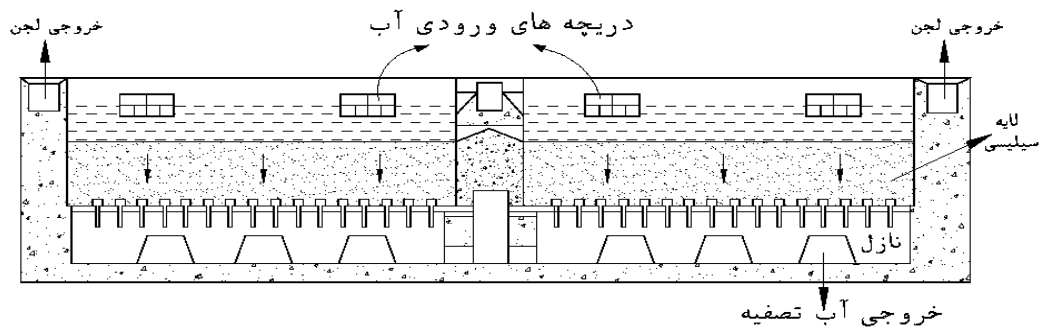 دریچه های ورودی آب
خروجی لجن
خروجی لجن
لایه
سیلیسی
نازل
خروجی آب تصفیه